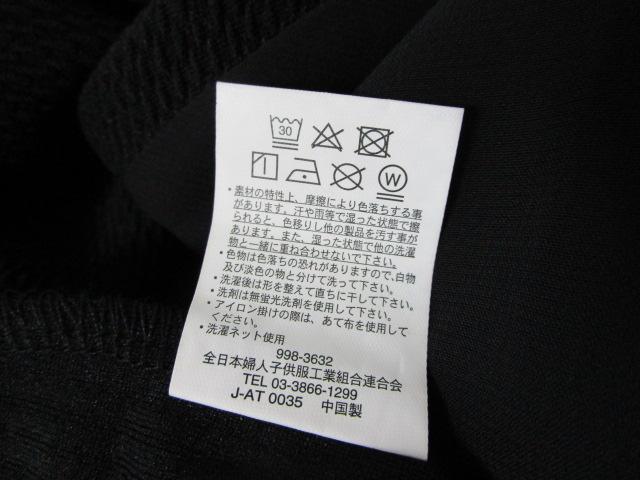 30
W
・素材の特性上、摩擦により色落ちする事
があります。汗や雨等で湿った状態で擦
られると、色移りし他の製品を汚す事が
あります。また、湿った状態で他の洗濯
物と一緒に重ね合わせないで下さい。
・色物は色落ちの恐れがありますので、白物
及び淡色の物と分けて洗って下さい。
・洗濯後は形を整えて直ちに干して下さい。
・洗剤は無蛍光洗剤を使用して下さい。
・アイロン掛けの際は、あて布を使用して
ください。
・洗濯ネット使用
998-3632
全日本婦人子供服工業組合連合会
TEL 03-3866-1299
J-AT 0035 中国製